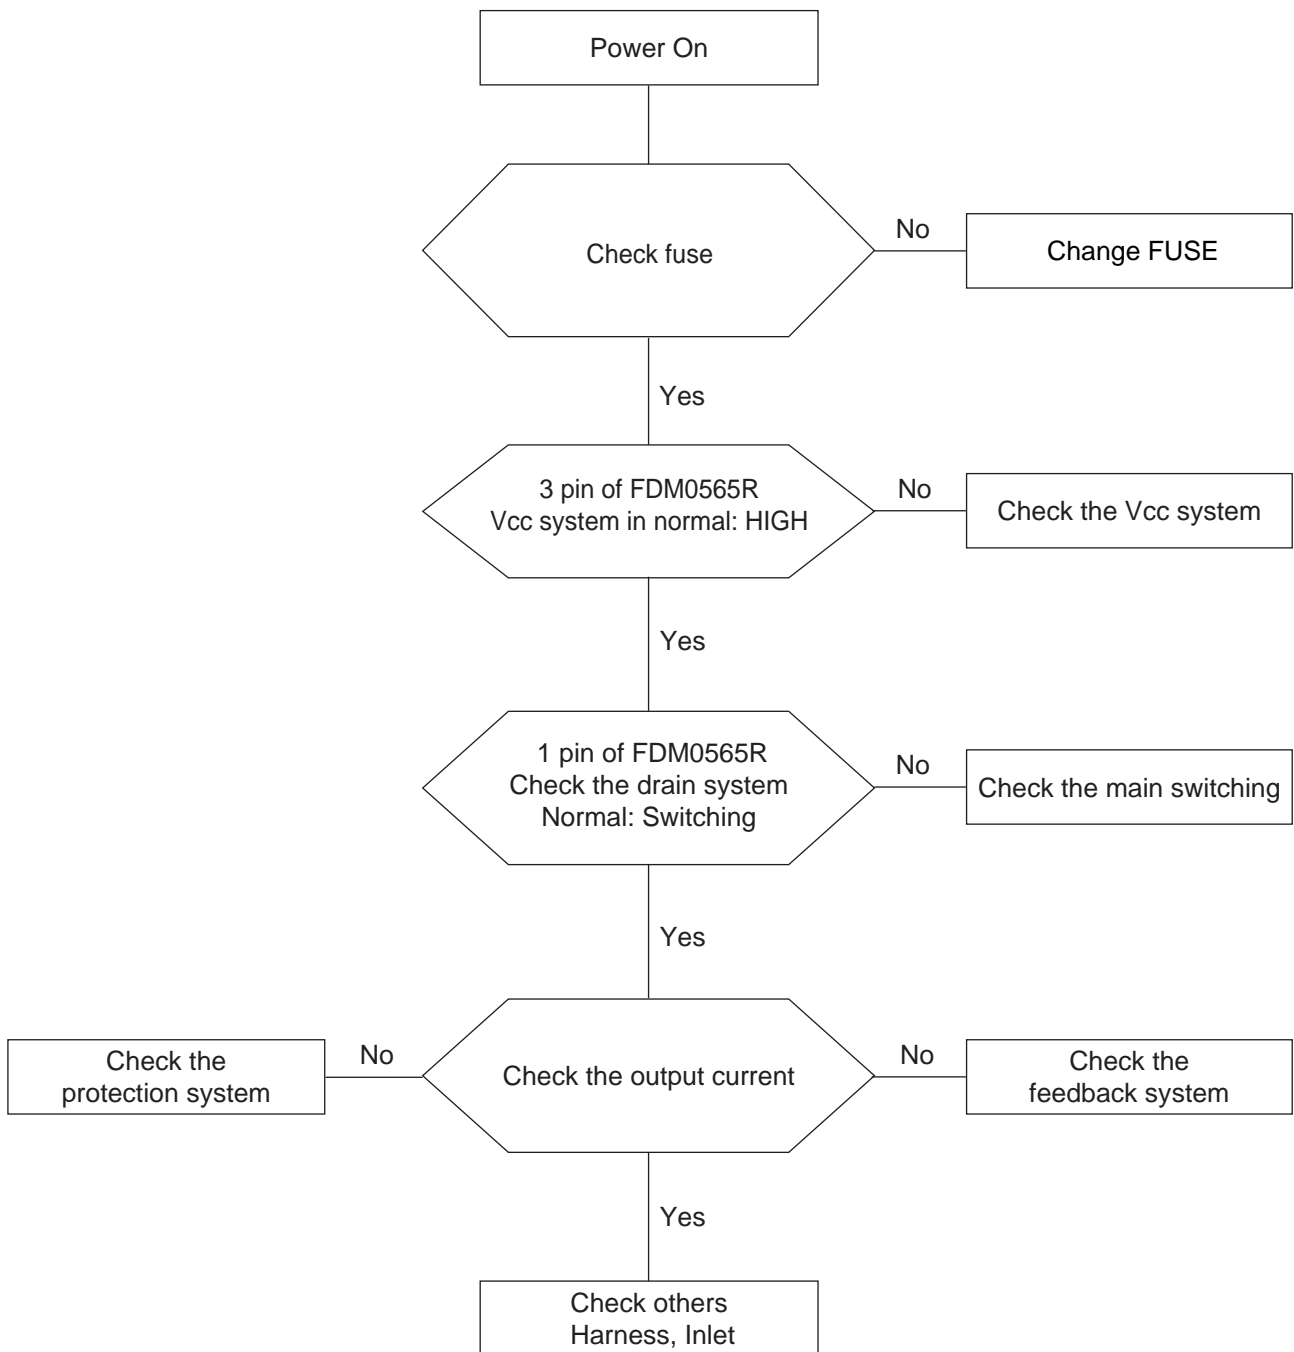 Power On
Check fuse
No
Change FUSE
Yes
3 pin of FDM0565R
Vcc system in normal: HIGH
No
Check the Vcc system
Yes
1 pin of FDM0565R
Check the drain system
Normal: Switching
No
Check the main switching
Yes
Check the
protection system
No
Check the output current
No
Check the
feedback system
Yes
Check others
Harness, Inlet